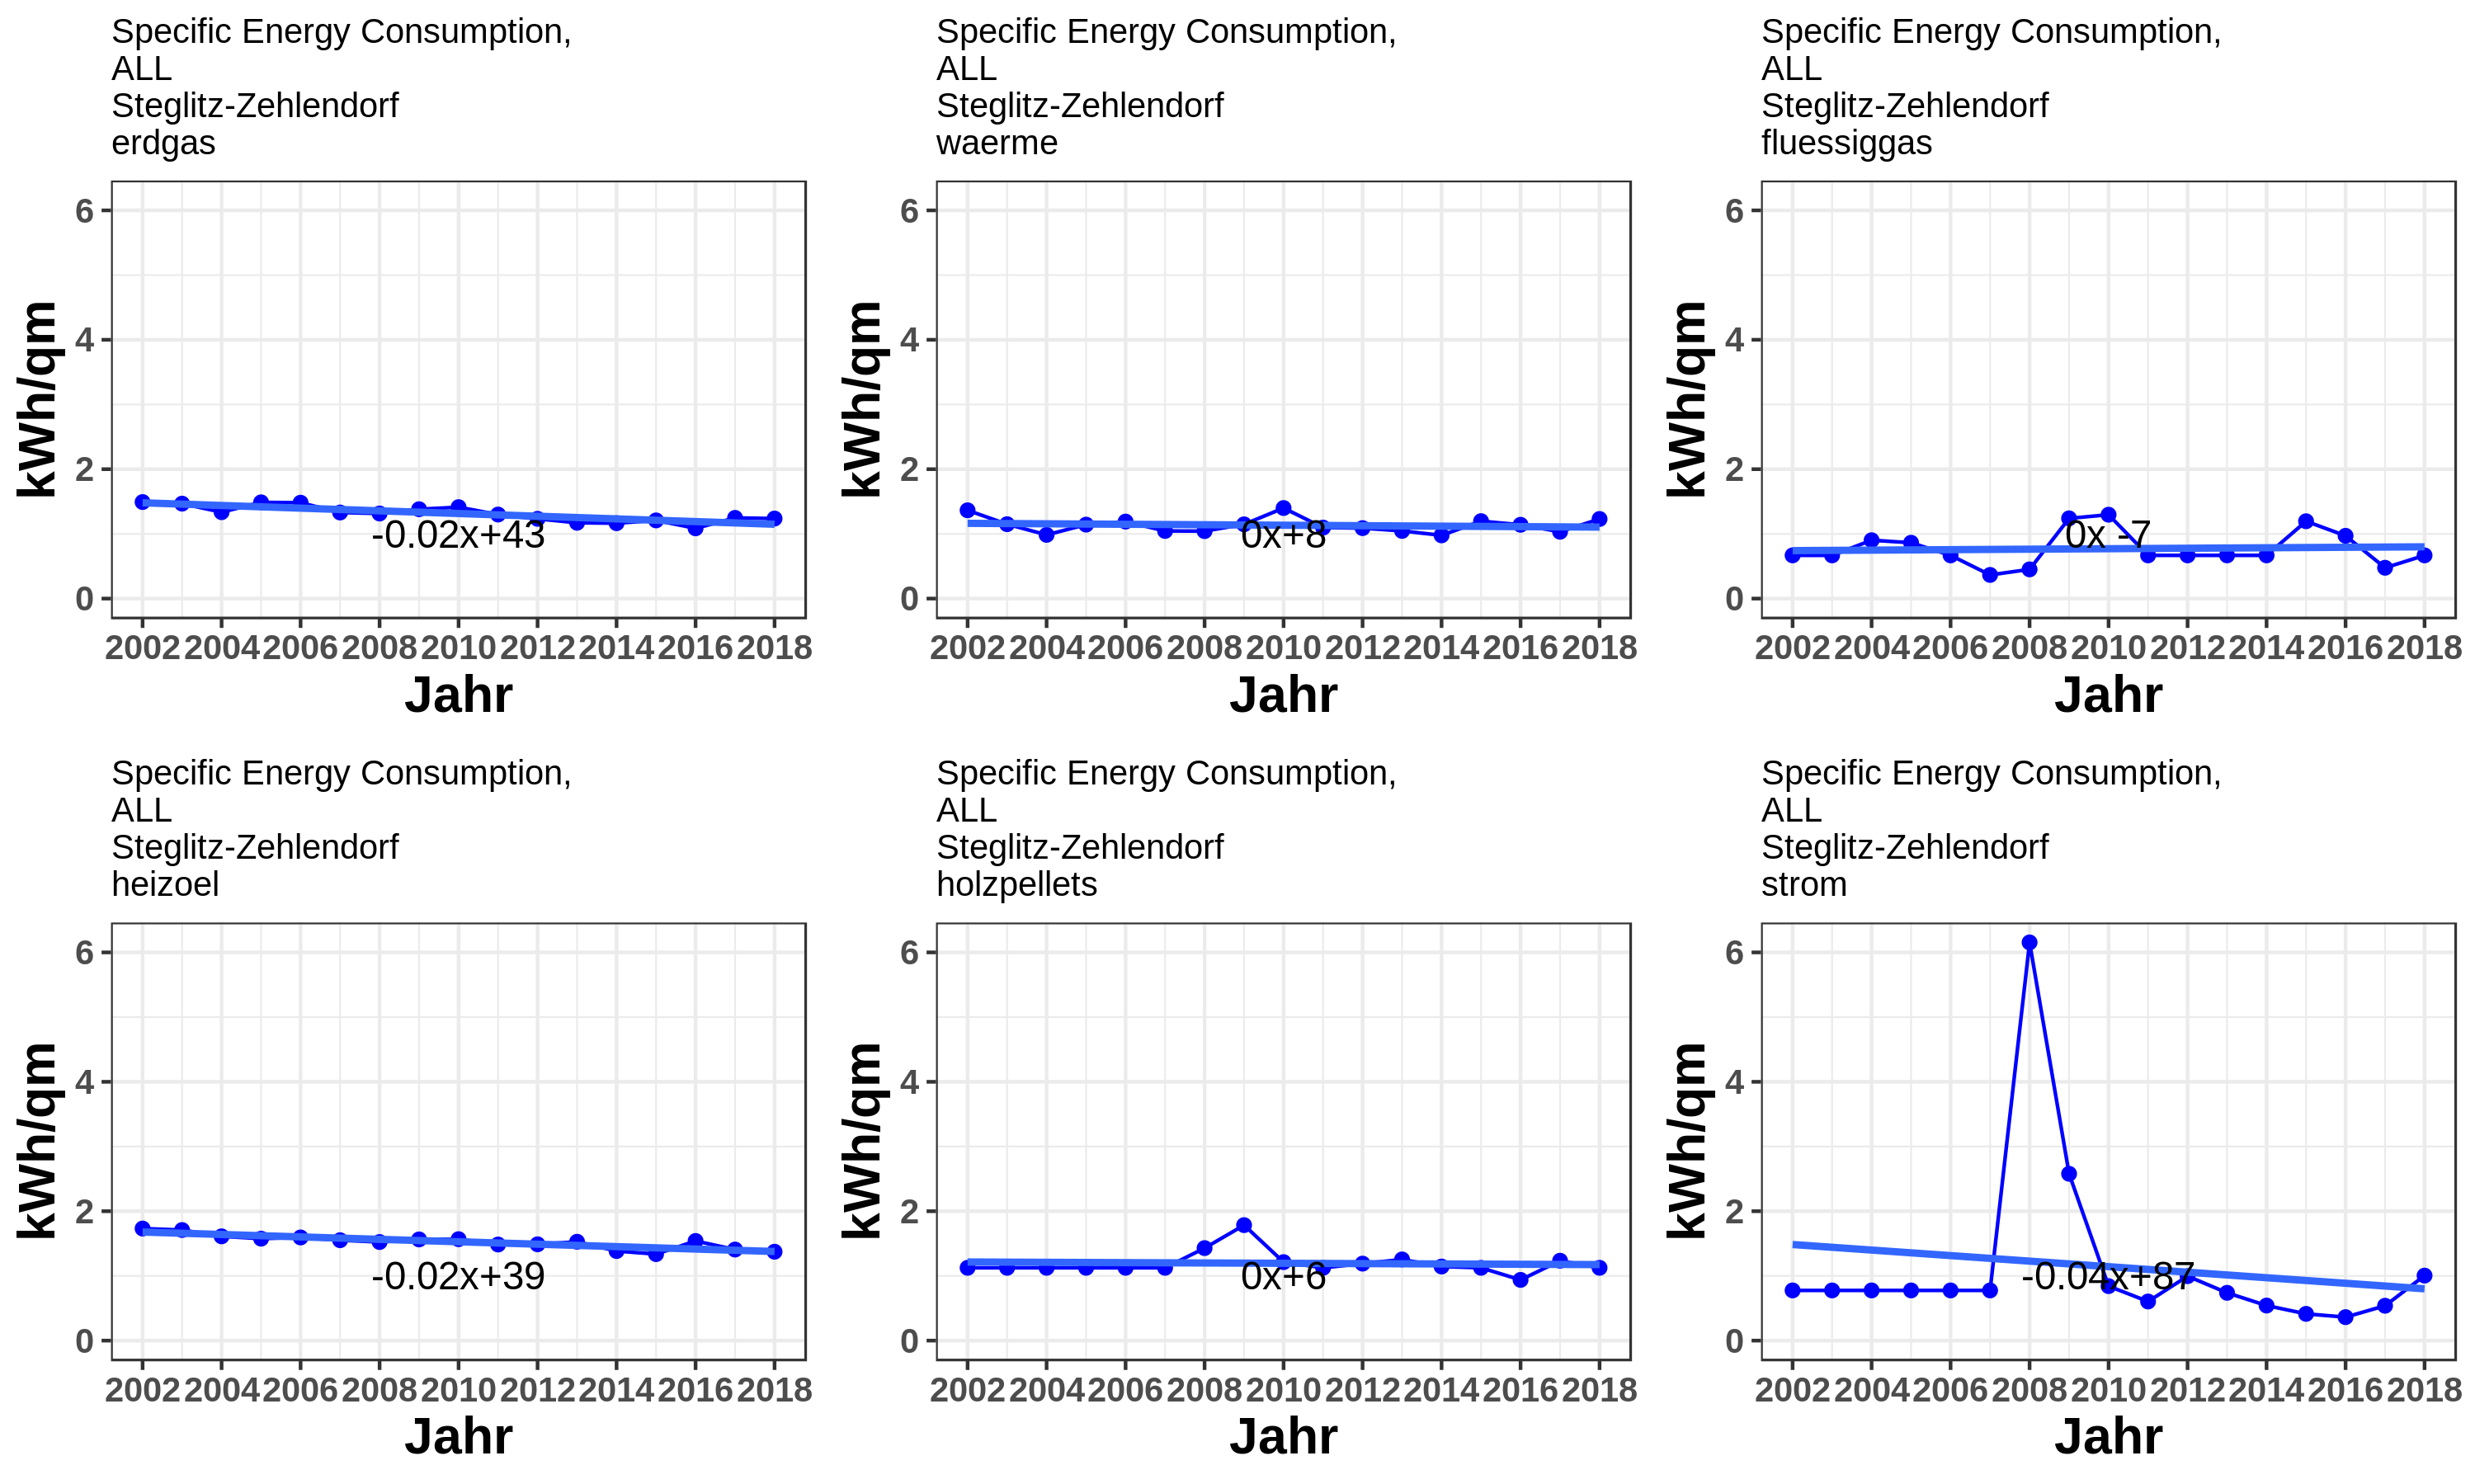 Specific Energy Consumption,
ALL
Steglitz-Zehlendorf
erdgas
6
4
2
0
kWh/qm
-0.02x+43
2002 2004 2006 2008 2010 2012 2014 2016 2018
Jahr
Specific Energy Consumption,
ALL
Steglitz-Zehlendorf
waerme
6
4
2
0
kWh/qm
0x+8
2002 2004 2006 2008 2010 2012 2014 2016 2018
Jahr
Specific Energy Consumption,
ALL
Steglitz-Zehlendorf
fluessiggas
6
4
2
0
kWh/qm
0x -7
2002 2004 2006 2008 2010 2012 2014 2016 2018
Jahr
Specific Energy Consumption,
ALL
Steglitz-Zehlendorf
heizoel
6
4
2
0
kWh/qm
-0.02x+39
2002 2004 2006 2008 2010 2012 2014 2016 2018
Jahr
Specific Energy Consumption,
ALL
Steglitz-Zehlendorf
holzpellets
6
4
2
0
kWh/qm
0x+6
2002 2004 2006 2008 2010 2012 2014 2016 2018
Jahr
Specific Energy Consumption,
ALL
Steglitz-Zehlendorf
strom
6
4
2
0
kWh/qm
-0.04x+87
2002 2004 2006 2008 2010 2012 2014 2016 2018
Jahr